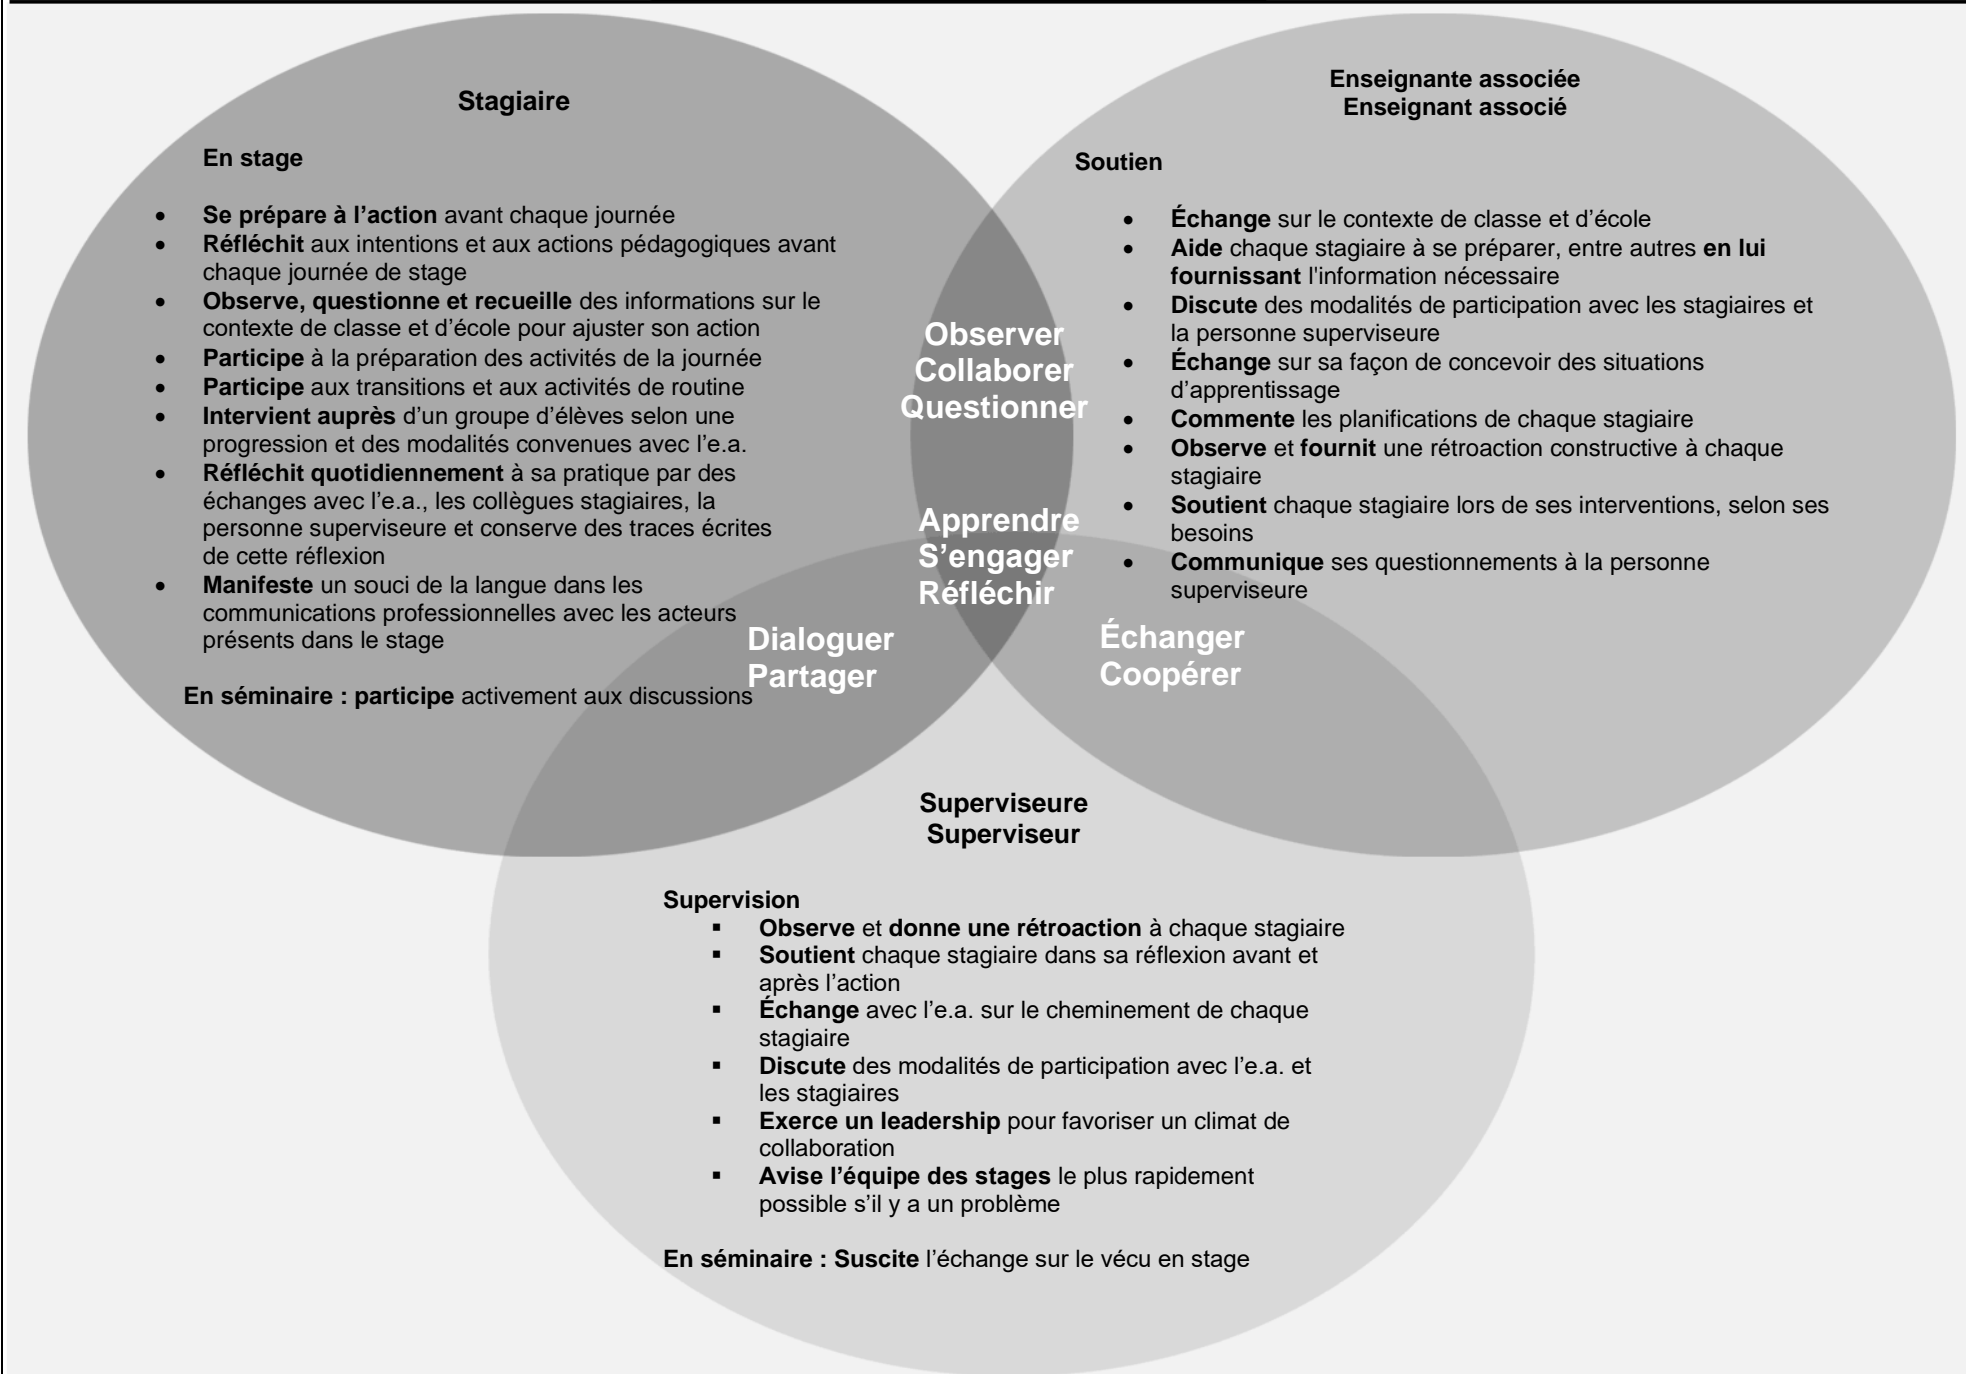 Stagiaire
En stage
• Se prépare à l’action avant chaque journée
• Réfléchit aux intentions et aux actions pédagogiques avant
chaque journée de stage
• Observe, questionne et recueille des informations sur le
contexte de classe et d’école pour ajuster son action
• Participe à la préparation des activités de la journée
• Participe aux transitions et aux activités de routine
• Intervient auprès d’un groupe d’élèves selon une
progression et des modalités convenues avec l’e.a.
• Réfléchit quotidiennement à sa pratique par des
échanges avec l’e.a., les collègues stagiaires, la
personne superviseure et conserve des traces écrites
de cette réflexion
• Manifeste un souci de la langue dans les
communications professionnelles avec les acteurs
présents dans le stage
En séminaire : participe activement aux discussions
Enseignante associée
Enseignant associé
Soutien
• Échange sur le contexte de classe et d’école
• Aide chaque stagiaire à se préparer, entre autres en lui
fournissant l'information nécessaire
• Discute des modalités de participation avec les stagiaires et
la personne superviseure
• Échange sur sa façon de concevoir des situations
d’apprentissage
• Commente les planifications de chaque stagiaire
• Observe et fournit une rétroaction constructive à chaque
stagiaire
• Soutient chaque stagiaire lors de ses interventions, selon ses
besoins
• Communique ses questionnements à la personne
superviseure
Observer
Collaborer
Questionner
Apprendre
S’engager
Réfléchir
Dialoguer
Partager
Échanger
Coopérer
Superviseure
Superviseur
Supervision
▪ Observe et donne une rétroaction à chaque stagiaire
▪ Soutient chaque stagiaire dans sa réflexion avant et
après l’action
▪ Échange avec l’e.a. sur le cheminement de chaque
stagiaire
▪ Discute des modalités de participation avec l’e.a. et
les stagiaires
▪ Exerce un leadership pour favoriser un climat de
collaboration
▪ Avise l’équipe des stages le plus rapidement
possible s’il y a un problème
En séminaire : Suscite l’échange sur le vécu en stage